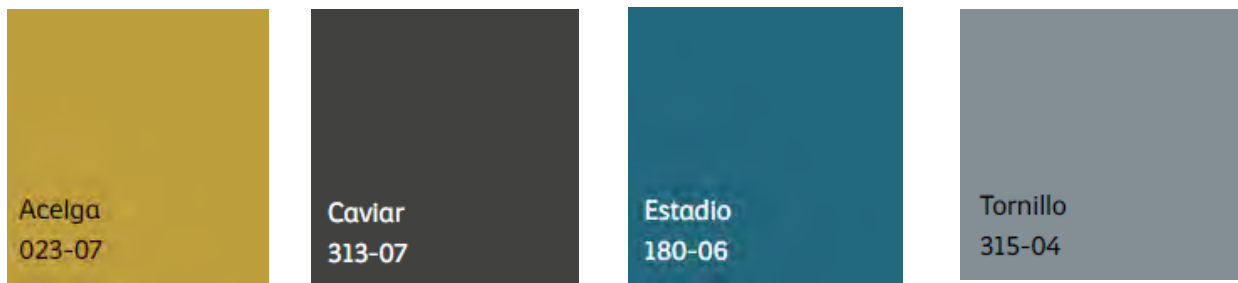 Acelga
023-07
Caviar
313-07
Estadio
180-06
Tornillo
315-04